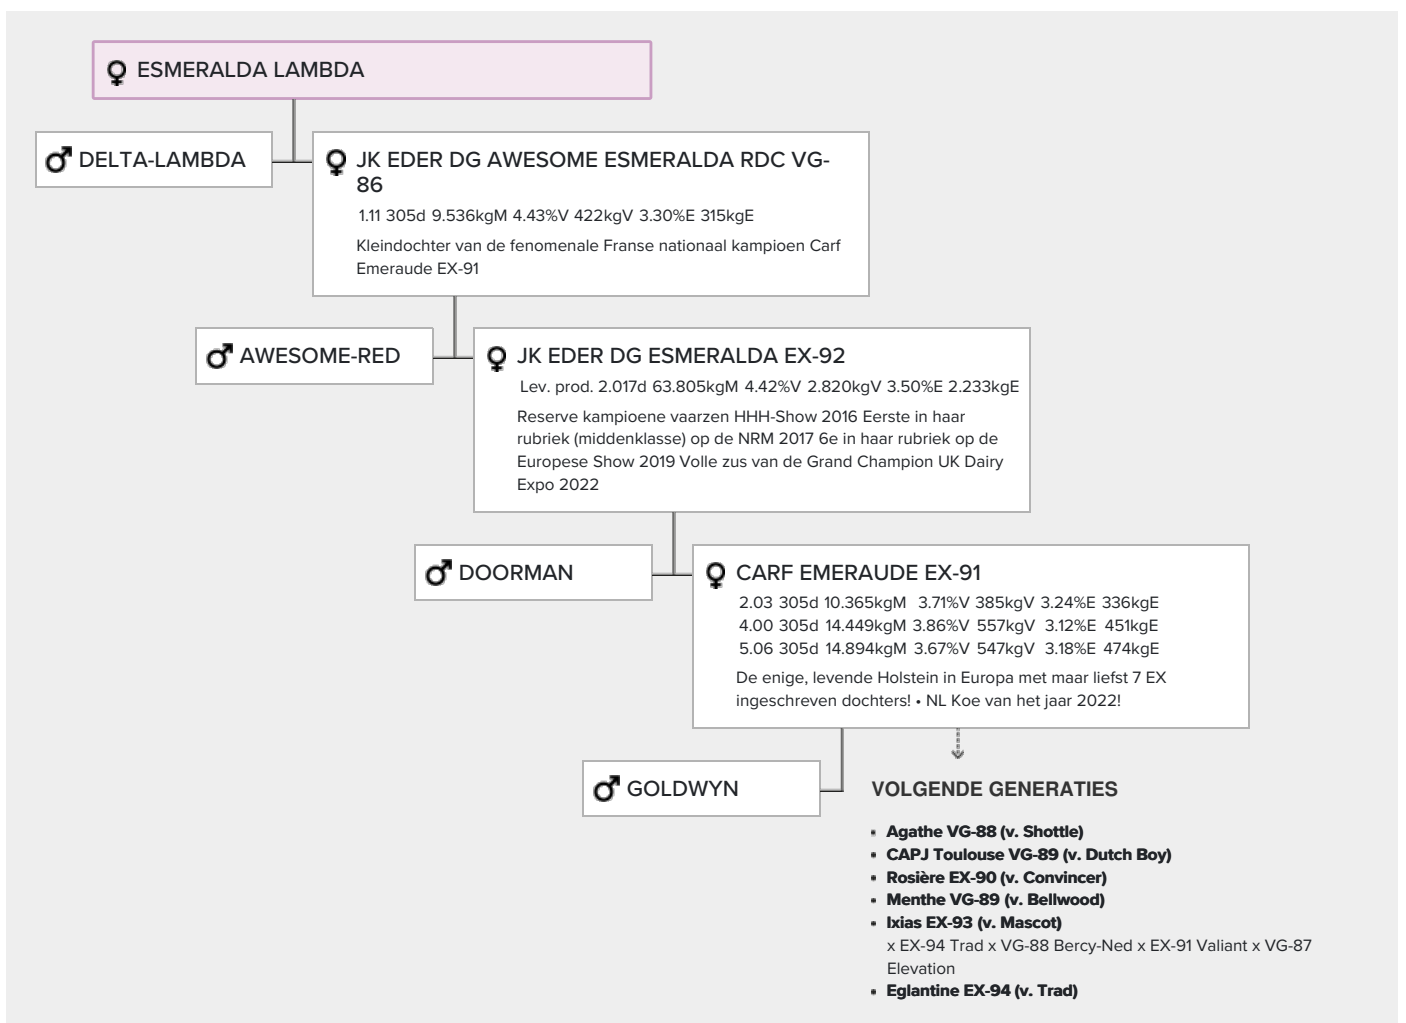 ESMERALDA LAMBDA
DELTA-LAMBDA
JK EDER DG AWESOME ESMERALDA RDC VG-
86
1.11 305d 9.536kgM 4.43%V 422kgV 3.30%E 315kgE
Kleindochter van de fenomenale Franse nationaal kampioen Carf
Emeraude EX-91
AWESOME-RED
JK EDER DG ESMERALDA EX-92
Lev. prod. 2.017d 63.805kgM 4.42%V 2.820kgV 3.50%E 2.233kgE
Reserve kampioene vaarzen HHH-Show 2016 Eerste in haar
rubriek (middenklasse) op de NRM 2017 6e in haar rubriek op de
Europese Show 2019 Volle zus van de Grand Champion UK Dairy
Expo 2022
DOORMAN
CARF EMERAUDE EX-91
2.03 305d 10.365kgM 3.71%V 385kgV 3.24%E 336kgE
4.00 305d 14.449kgM 3.86%V 557kgV 3.12%E 451kgE
5.06 305d 14.894kgM 3.67%V 547kgV 3.18%E 474kgE
De enige, levende Holstein in Europa met maar liefst 7 EX
ingeschreven dochters! • NL Koe van het jaar 2022!
GOLDWYN
VOLGENDE GENERATIES
Agathe VG-88 (v. Shottle)
CAPJ Toulouse VG-89 (v. Dutch Boy)
Rosière EX-90 (v. Convincer)
Menthe VG-89 (v. Bellwood)
Ixias EX-93 (v. Mascot)
x EX-94 Trad x VG-88 Bercy-Ned x EX-91 Valiant x VG-87
Elevation
Eglantine EX-94 (v. Trad)